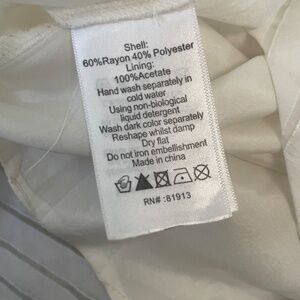 Shell:
60%Rayon 40% Polyester
Lining:
100%Acetate
Hand wash separately in
cold water
Using non-biological
liquid detergent
Wash dark color separately
Reshape whilst damp
Dry flat
Do not iron embellishment
Made in china
RN#:81913